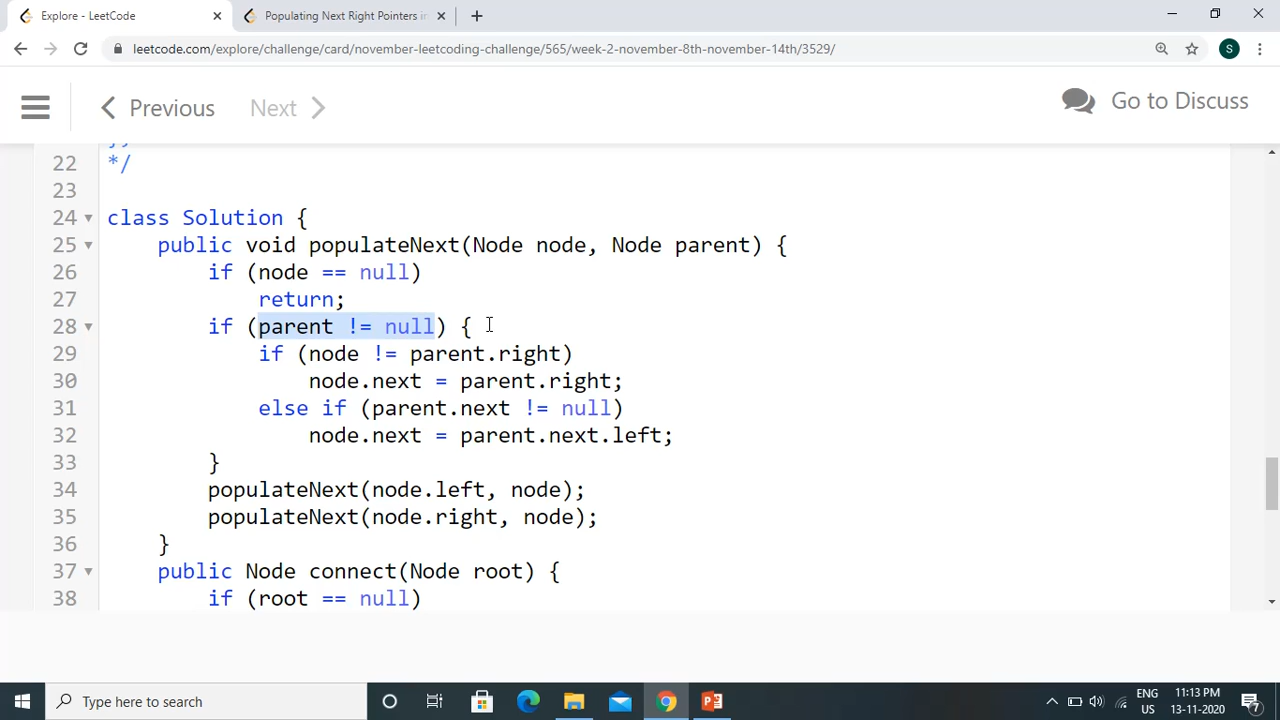 Explore - LeetCode
Populating Next Right Pointers in
leetcode.com/explore/challenge/card/november-leetcoding-challenge/565/week-2-november-8th-november-14th/3529/
S
Previous
Next
Go to Discuss
22 */
23
24 class Solution {
25 public void populateNext(Node node, Node parent) {
26 if (node == null)
27 return;
28 if (parent != null) {
29 if (node != parent.right)
30 node.next = parent.right;
31 else if (parent.next != null)
32 node.next = parent.next.left;
33 }
34 populateNext(node.left, node);
35 populateNext(node.right, node);
36 }
37 public Node connect(Node root) {
38 if (root == null)
Type here to search
ENG
US
11:13 PM
13-11-2020
7